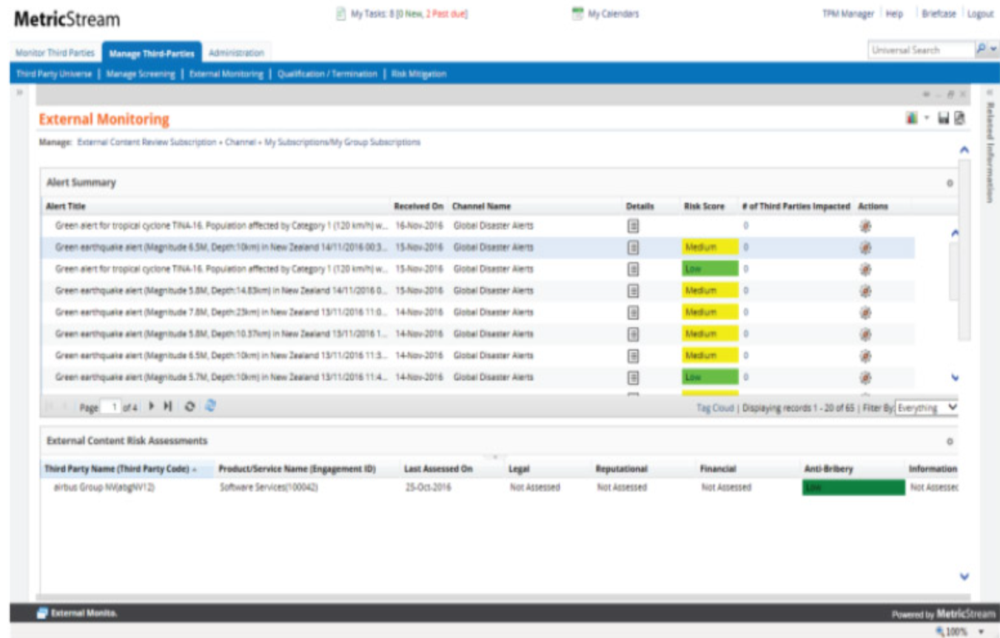 MetricStream
My Tasks: 8 [0 New, 2 Past due]
My Calendars
TPM Manager | Help | Briefcase | Logout
Monitor Third Parties
Manage Third-Parties
Administration
Universal Search
Third Party Universe | Manage Screening | External Monitoring | Qualification / Termination | Risk Mitigation
Related Information
External Monitoring
Manage: External Content Review Subscription • Channel • My Subscriptions/My Group Subscriptions
Alert Summary
Alert Title Received On Channel Name Details Risk Score # of Third Parties Impacted Actions
Green alert for tropical cyclone TINA-16. Population affected by Category 1 (120 km/h) w... 16-Nov-2016 Global Disaster Alerts 0
Green earthquake alert (Magnitude 6.5M, Depth:10km) in New Zealand 14/11/2016 00:3... 15-Nov-2016 Global Disaster Alerts Medium 0
Green alert for tropical cyclone TINA-16. Population affected by Category 1 (120 km/h) w... 15-Nov-2016 Global Disaster Alerts Low 0
Green earthquake alert (Magnitude 5.8M, Depth:14.83km) in New Zealand 14/11/2016 0... 15-Nov-2016 Global Disaster Alerts Medium 0
Green earthquake alert (Magnitude 7.8M, Depth:23km) in New Zealand 13/11/2016 11:0... 14-Nov-2016 Global Disaster Alerts Medium 0
Green earthquake alert (Magnitude 5.8M, Depth:10.37km) in New Zealand 13/11/2016 1... 14-Nov-2016 Global Disaster Alerts Medium 0
Green earthquake alert (Magnitude 6.5M, Depth:10km) in New Zealand 13/11/2016 11:3... 14-Nov-2016 Global Disaster Alerts Medium 0
Green earthquake alert (Magnitude 5.7M, Depth:10km) in New Zealand 13/11/2016 11:4... 14-Nov-2016 Global Disaster Alerts Low 0
Page 1 of 4
Tag Cloud | Displaying records 1 - 20 of 65 | Filter By: Everything
External Content Risk Assessments
Third Party Name (Third Party Code) Product/Service Name (Engagement ID) Last Assessed On Legal Reputational Financial Anti-Bribery Information
airbus Group NV(abgNV12) Software Services(100042) 25-Oct-2016 Not Assessed Not Assessed Not Assessed Low Not Assessed
External Monito.
Powered by MetricStream
100%